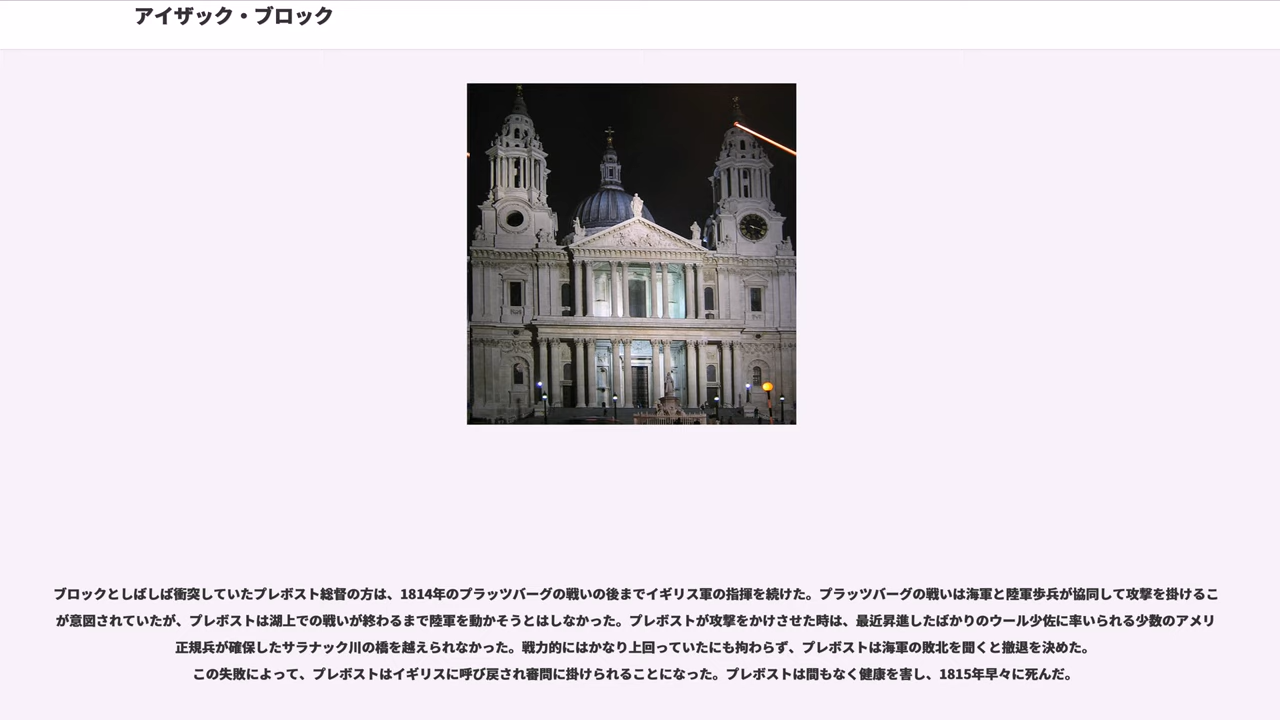 アイザック・ブロック
ブロックとしばしば衝突していたプレボスト総督の方は、1814年のプラッツバーグの戦いの後までイギリス軍の指揮を続けた。プラッツバーグの戦いは海軍と陸軍歩兵が協同して攻撃を掛けるこ
が意図されていたが、プレボストは湖上での戦いが終わるまで陸軍を動かそうとはしなかった。プレボストが攻撃をかけさせた時は、最近昇進したばかりのウール少佐に率いられる少数のアメリ
正規兵が確保したサラナック川の橋を越えられなかった。戦力的にはかなり上回っていたにも拘わらず、プレボストは海軍の敗北を聞くと撤退を決めた。
この失敗によって、プレボストはイギリスに呼び戻され審問に掛けられることになった。プレボストは間もなく健康を害し、1815年早々に死んだ。